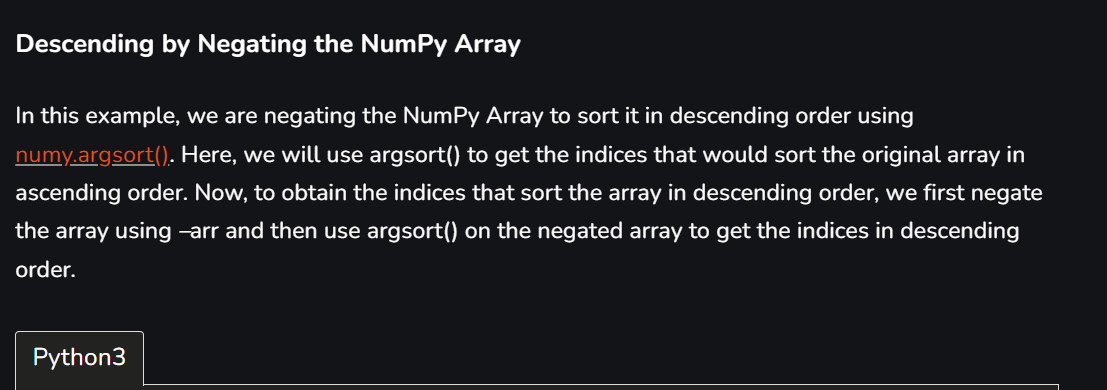 Descending by Negating the NumPy Array
In this example, we are negating the NumPy Array to sort it in descending order using
numy.argsort(). Here, we will use argsort() to get the indices that would sort the original array in
ascending order. Now, to obtain the indices that sort the array in descending order, we first negate
the array using –arr and then use argsort() on the negated array to get the indices in descending
order.
Python3